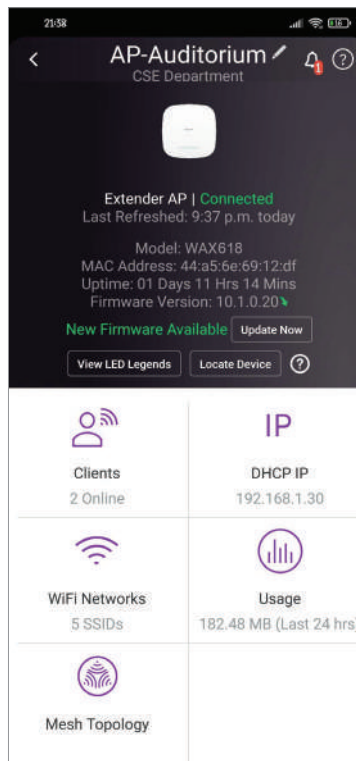 21:38
AP-Auditorium
CSE Department
1
?
Extender AP | Connected
Last Refreshed: 9:37 p.m. today
Model: WAX618
MAC Address: 44:a5:6e:69:12:df
Uptime: 01 Days 11 Hrs 14 Mins
Firmware Version: 10.1.0.20
New Firmware Available Update Now
View LED Legends Locate Device ?
IP
Clients DHCP IP
2 Online 192.168.1.30
WiFi Networks Usage
5 SSIDs 182.48 MB (Last 24 hrs)
Mesh Topology